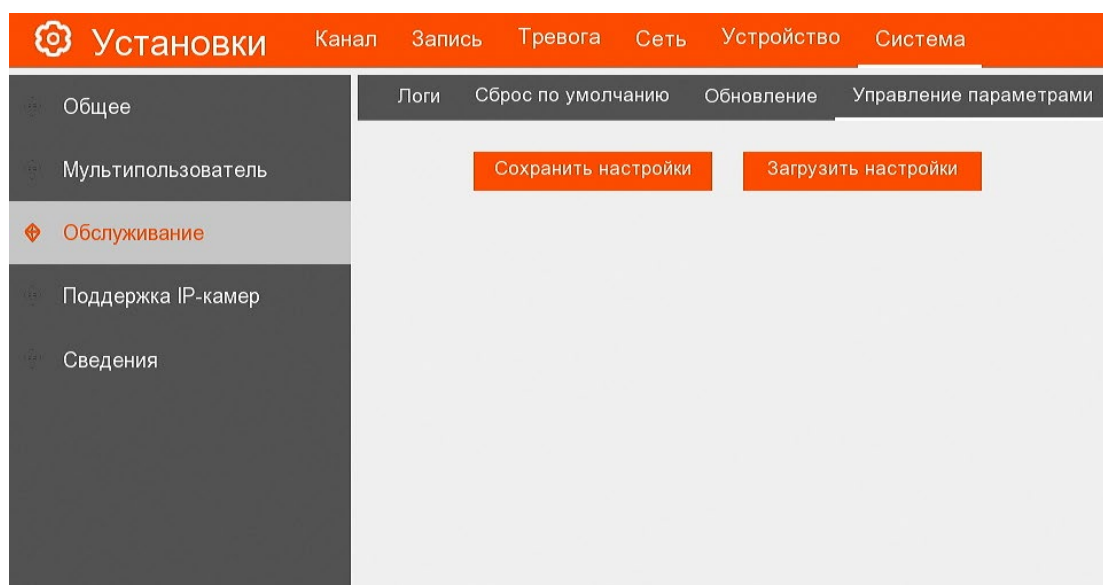 Установки Канал Запись Тревога Сеть Устройство Система
Общее
Мультипользователь
Обслуживание
Поддержка IP-камер
Сведения
Логи Сброс по умолчанию Обновление Управление параметрами
Сохранить настройки Загрузить настройки